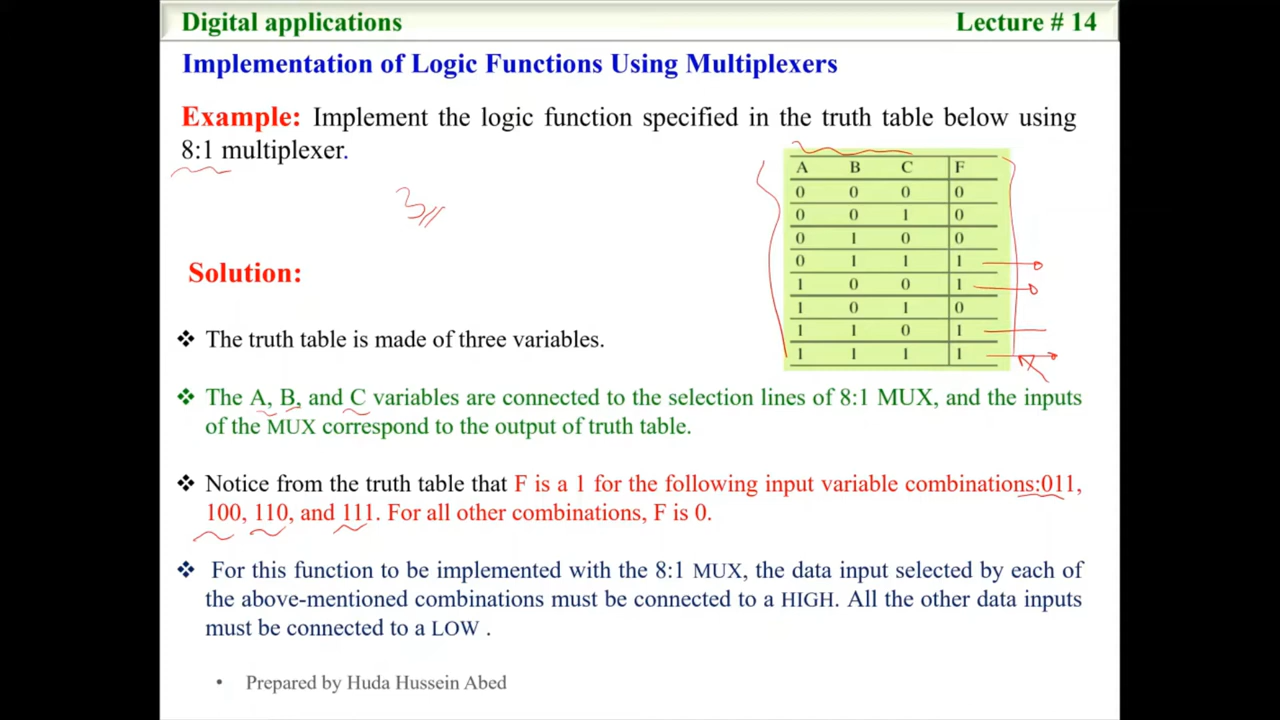 Digital applications Lecture # 14
Implementation of Logic Functions Using Multiplexers
Example: Implement the logic function specified in the truth table below using
8:1 multiplexer.
A B C F
0 0 0 0
0 0 1 0
0 1 0 0
0 1 1 1
1 0 0 1
1 0 1 0
1 1 0 1
1 1 1 1
3
Solution:
❖ The truth table is made of three variables.
❖ The A, B, and C variables are connected to the selection lines of 8:1 MUX, and the inputs
of the MUX correspond to the output of truth table.
❖ Notice from the truth table that F is a 1 for the following input variable combinations:011,
100, 110, and 111. For all other combinations, F is 0.
❖ For this function to be implemented with the 8:1 MUX, the data input selected by each of
the above-mentioned combinations must be connected to a HIGH. All the other data inputs
must be connected to a LOW .
• Prepared by Huda Hussein Abed